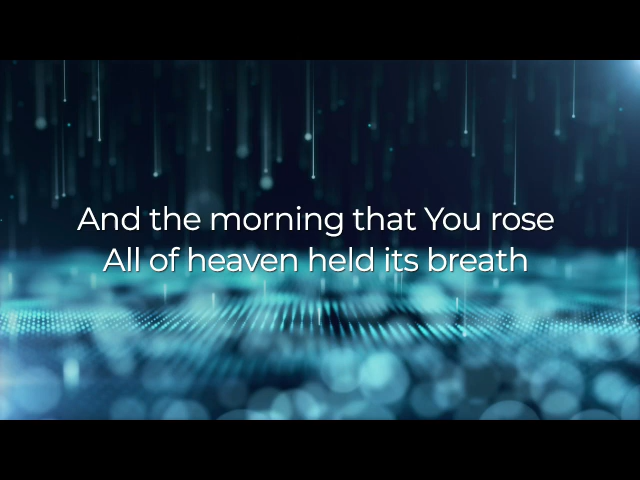 And the morning that You rose
All of heaven held its breath